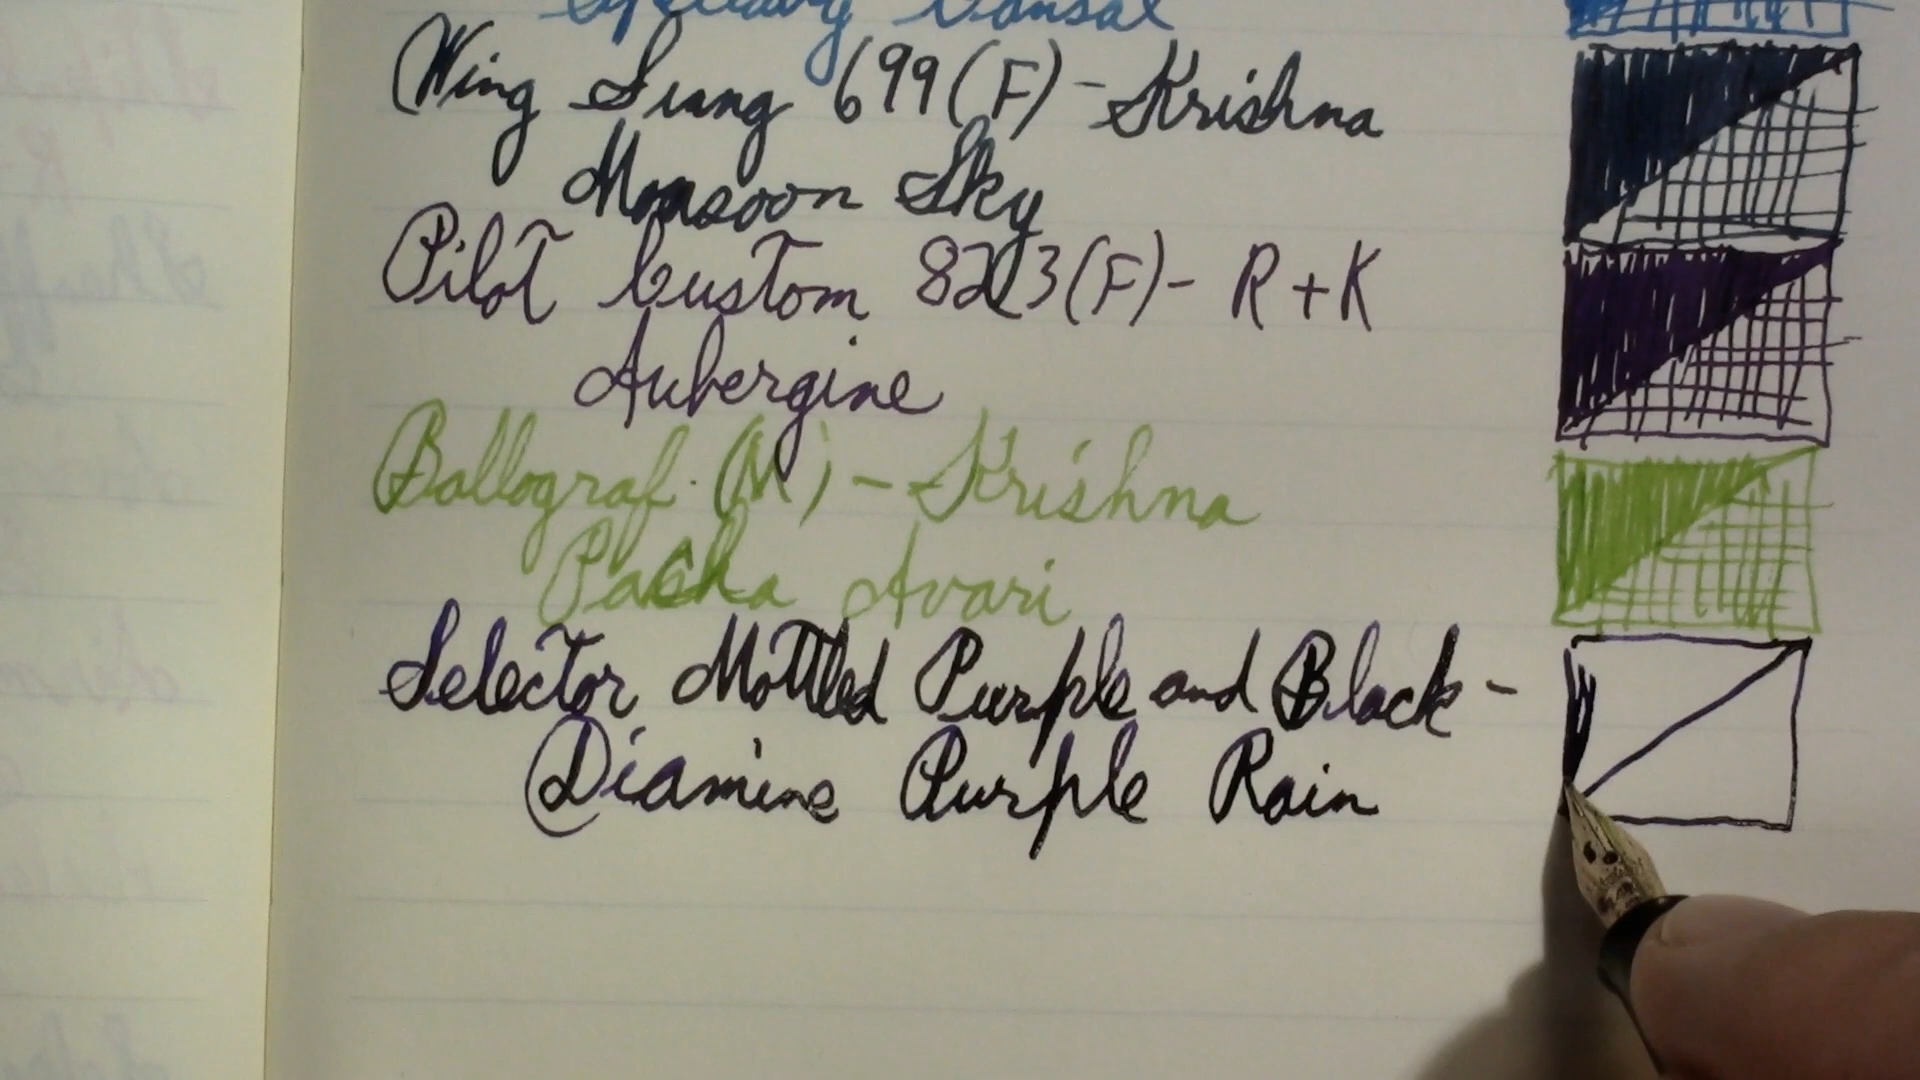 Wing Sung 699 (F) - Krishna
Monsoon Sky
Pilot Custom 823 (F) - R + K
Aubergine
Ballograf (M) - Krishna
Pacha Avari
Selector Mottled Purple and Black -
Diamine Purple Rain